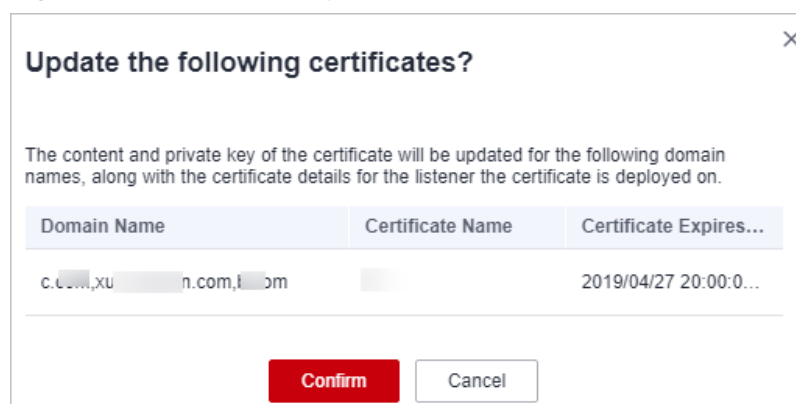 Update the following certificates?
The content and private key of the certificate will be updated for the following domain
names, along with the certificate details for the listener the certificate is deployed on.
Domain Name Certificate Name Certificate Expires...
2019/04/27 20:00:0...
Confirm Cancel